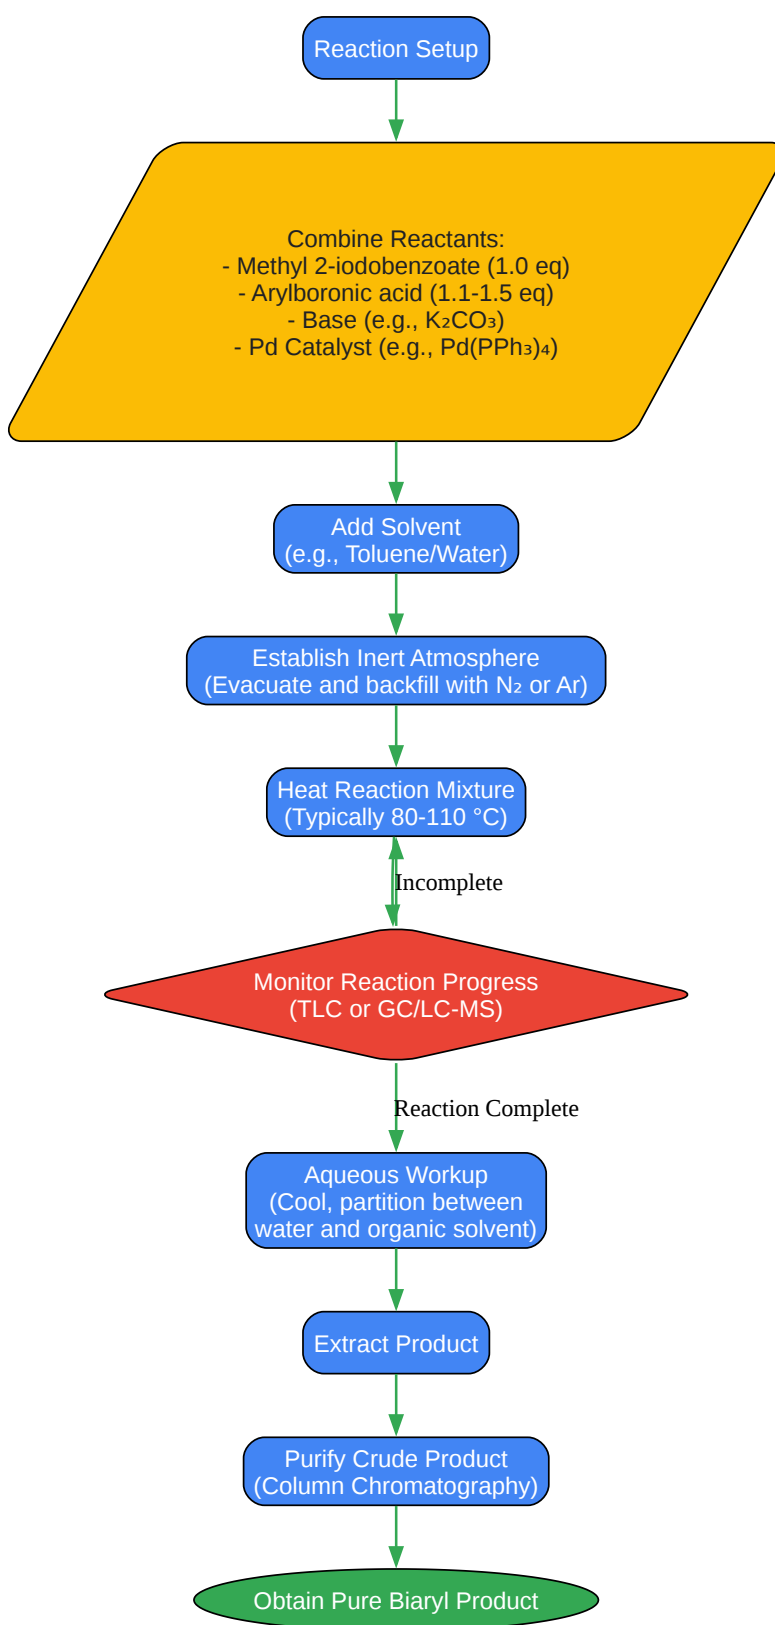 Reaction Setup
Combine Reactants:
- Methyl 2-iodobenzoate (1.0 eq)
- Arylboronic acid (1.1-1.5 eq)
- Base (e.g., K₂CO₃)
- Pd Catalyst (e.g., Pd(PPh₃)₄)
Add Solvent
(e.g., Toluene/Water)
Establish Inert Atmosphere
(Evacuate and backfill with N₂ or Ar)
Heat Reaction Mixture
(Typically 80-110 °C)
Incomplete
Monitor Reaction Progress
(TLC or GC/LC-MS)
Reaction Complete
Aqueous Workup
(Cool, partition between
water and organic solvent)
Extract Product
Purify Crude Product
(Column Chromatography)
Obtain Pure Biaryl Product